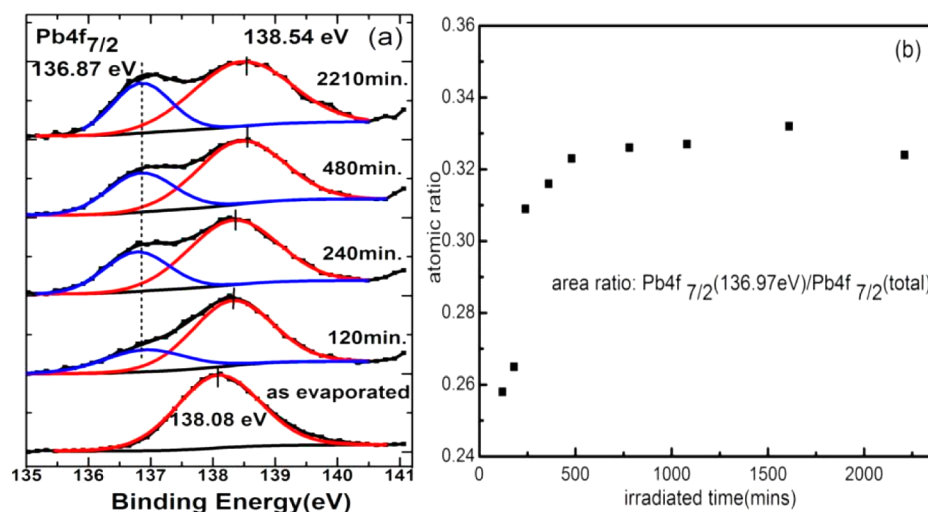 Pb4f7/2
138.54 eV
(a)
136.87 eV
2210min.
480min.
240min.
120min.
as evaporated
138.08 eV
135 136 137 138 139 140 141
Binding Energy(eV)
0.36
(b)
0.34
0.32
0.30
0.28
0.26
0.24
atomic ratio
area ratio: Pb4f 7/2(136.97eV)/Pb4f 7/2(total)
0 500 1000 1500 2000
irradiated time(mins)